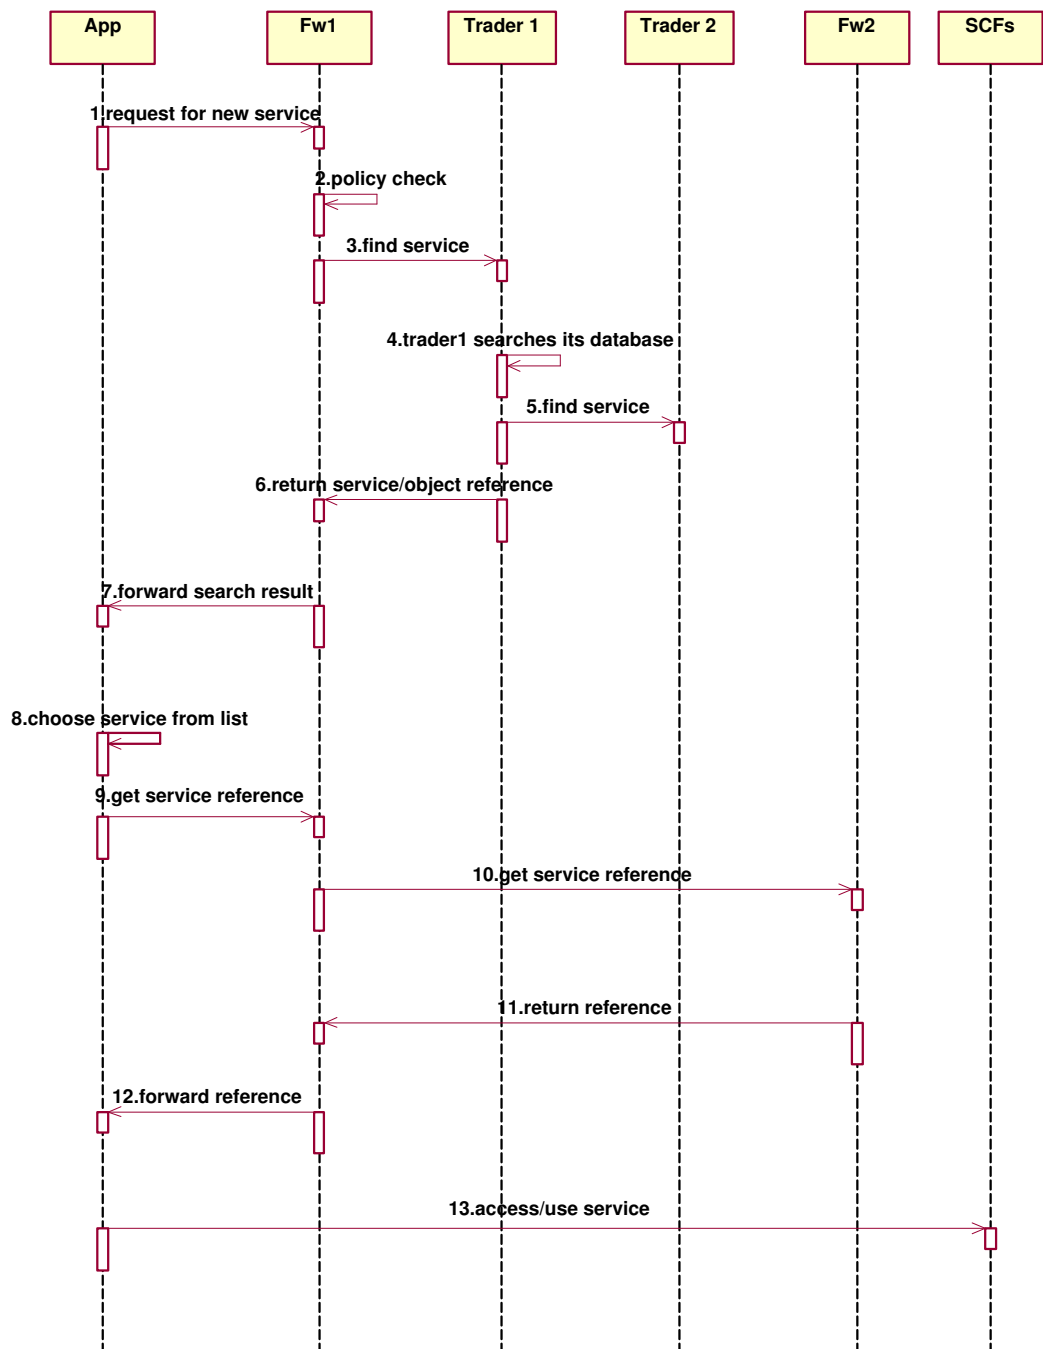 App
Fw1
Trader 1
Trader 2
Fw2
SCFs
1.request for new service
2.policy check
3.find service
4.trader1 searches its database
5.find service
6.return service/object reference
7.forward search result
8.choose service from list
9.get service reference
10.get service reference
11.return reference
12.forward reference
13.access/use service